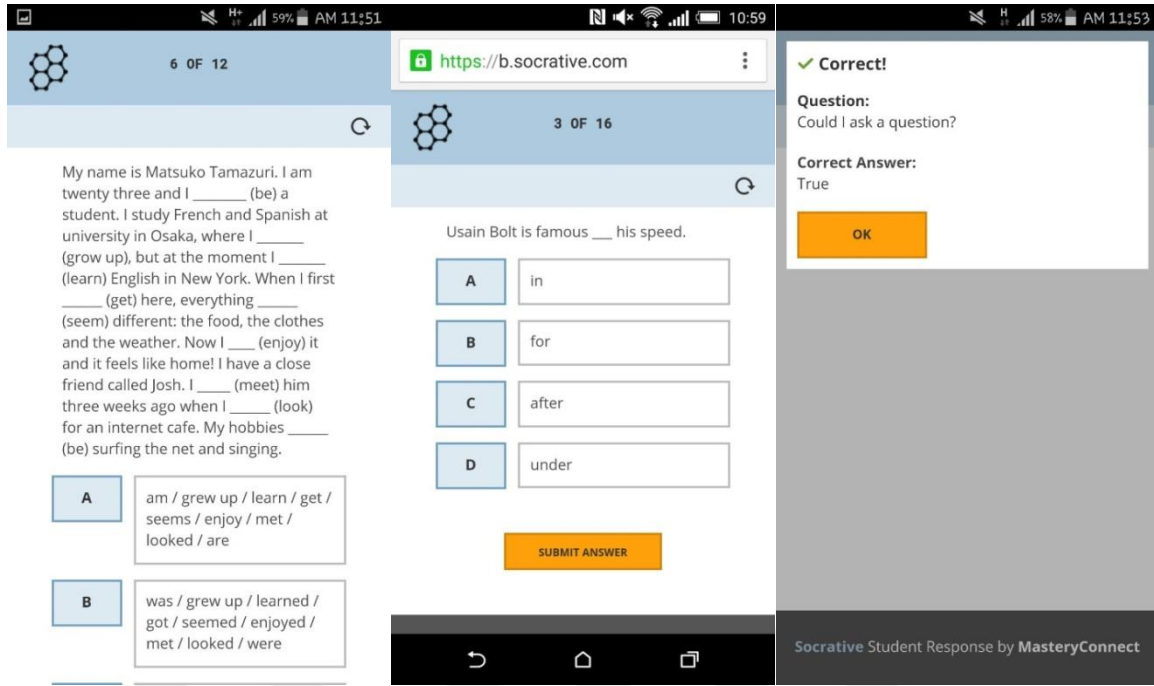 H+ 59% AM 11:51
6 OF 12
My name is Matsuko Tamazuri. I am
twenty three and I ________ (be) a
student. I study French and Spanish at
university in Osaka, where I _______
(grow up), but at the moment I _______
(learn) English in New York. When I first
______ (get) here, everything ______
(seem) different: the food, the clothes
and the weather. Now I ____ (enjoy) it
and it feels like home! I have a close
friend called Josh. I _____ (meet) him
three weeks ago when I ______ (look)
for an internet cafe. My hobbies ______
(be) surfing the net and singing.
A
am / grew up / learn / get /
seems / enjoy / met /
looked / are
B
was / grew up / learned /
got / seemed / enjoyed /
met / looked / were
10:59
https://b.socrative.com
3 OF 16
Usain Bolt is famous ___ his speed.
A in
B for
C after
D under
SUBMIT ANSWER
H 58% AM 11:53
✓ Correct!
Question:
Could I ask a question?
Correct Answer:
True
OK
Socrative Student Response by MasteryConnect